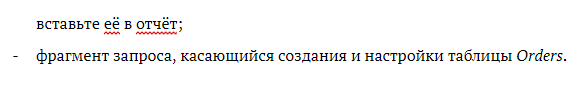 вставьте её в отчёт;
- фрагмент запроса, касающийся создания и настройки таблицы Orders.